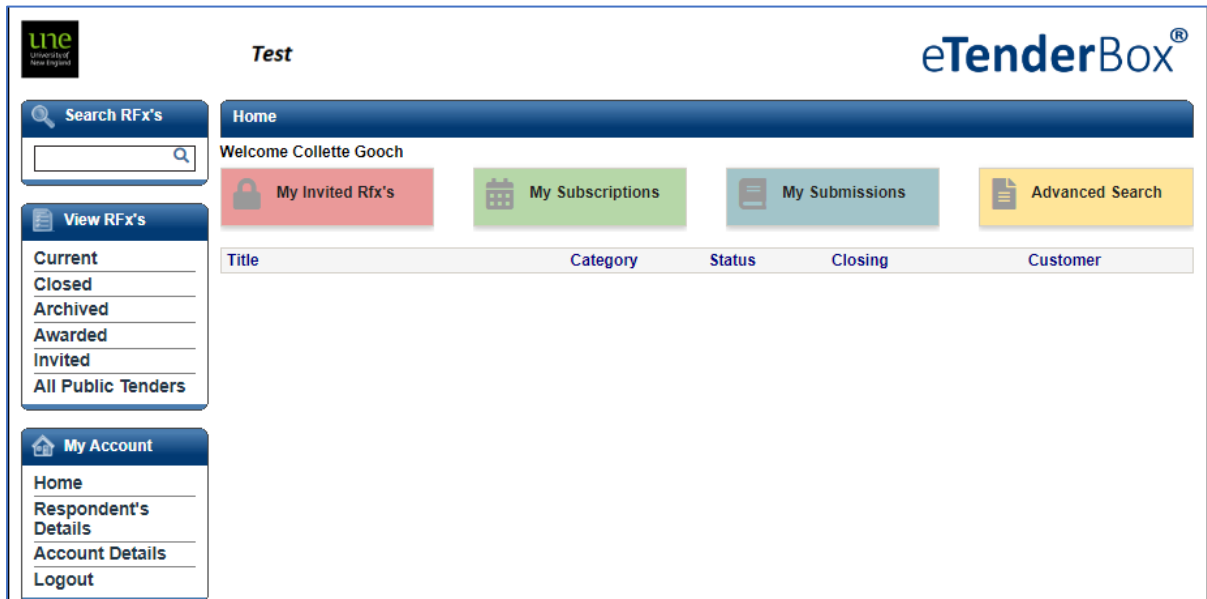 une
University of
New England
Test
eTenderBox®
Search RFx's
View RFx's
Current
Closed
Archived
Awarded
Invited
All Public Tenders
My Account
Home
Respondent's
Details
Account Details
Logout
Home
Welcome Collette Gooch
My Invited Rfx's My Subscriptions My Submissions Advanced Search
Title Category Status Closing Customer